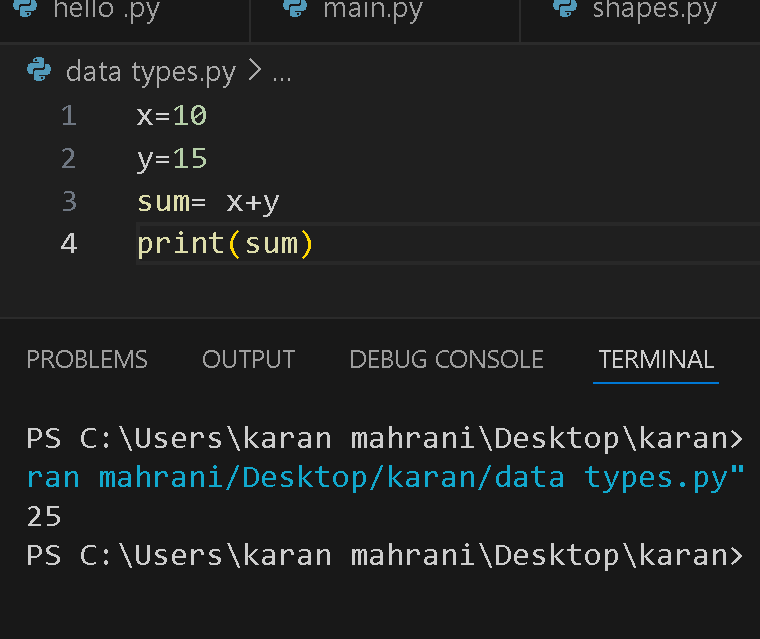 hello .py main.py shapes.py
data types.py > ...
1 x=10
2 y=15
3 sum= x+y
4 print(sum)
PROBLEMS OUTPUT DEBUG CONSOLE TERMINAL
PS C:\Users\karan mahrani\Desktop\karan>
ran mahrani/Desktop/karan/data types.py"
25
PS C:\Users\karan mahrani\Desktop\karan>